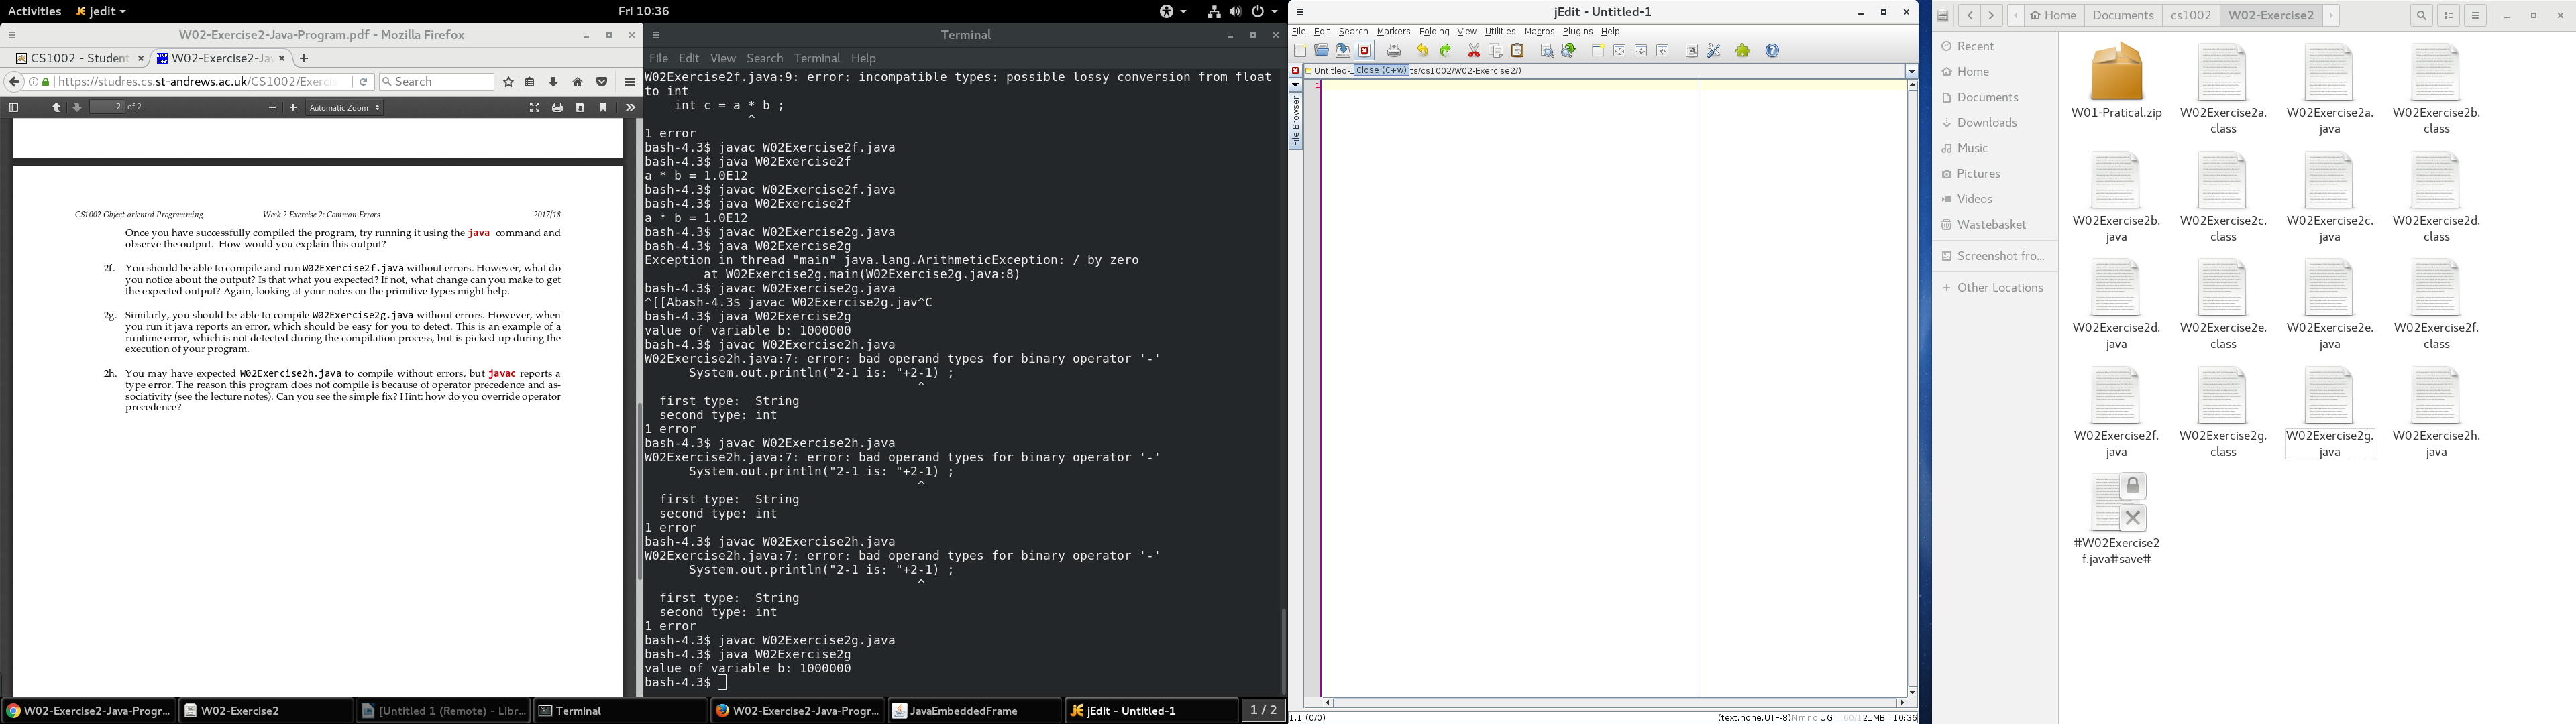 Activities
jedit
Fri 10:36
W02-Exercise2-Java-Program.pdf - Mozilla Firefox
CS1002 - Student
W02-Exercise2-Jav
https://studres.cs.st-andrews.ac.uk/CS1002/Exerci
Search
2 of 2
Automatic Zoom
CS1002 Object-oriented Programming
Week 2 Exercise 2: Common Errors
2017/18
Once you have successfully compiled the program, try running it using the java command and
observe the output. How would you explain this output?
2f. You should be able to compile and run W02Exercise2f.java without errors. However, what do
you notice about the output? Is that what you expected? If not, what change can you make to get
the expected output? Again, looking at your notes on the primitive types might help.
2g. Similarly, you should be able to compile W02Exercise2g.java without errors. However, when
you run it java reports an error, which should be easy for you to detect. This is an example of a
runtime error, which is not detected during the compilation process, but is picked up during the
execution of your program.
2h. You may have expected W02Exercise2h.java to compile without errors, but javac reports a
type error. The reason this program does not compile is because of operator precedence and as-
sociativity (see the lecture notes). Can you see the simple fix? Hint: how do you override operator
precedence?
Terminal
File Edit View Search Terminal Help
W02Exercise2f.java:9: error: incompatible types: possible lossy conversion from float
to int
int c = a * b ;
^
1 error
bash-4.3$ javac W02Exercise2f.java
bash-4.3$ java W02Exercise2f
a * b = 1.0E12
bash-4.3$ javac W02Exercise2f.java
bash-4.3$ java W02Exercise2f
a * b = 1.0E12
bash-4.3$ javac W02Exercise2g.java
bash-4.3$ java W02Exercise2g
Exception in thread "main" java.lang.ArithmeticException: / by zero
at W02Exercise2g.main(W02Exercise2g.java:8)
bash-4.3$ javac W02Exercise2g.java
^[[Abash-4.3$ javac W02Exercise2g.jav^C
bash-4.3$ java W02Exercise2g
value of variable b: 1000000
bash-4.3$ javac W02Exercise2h.java
W02Exercise2h.java:7: error: bad operand types for binary operator '-'
System.out.println("2-1 is: "+2-1) ;
^
first type:  String
second type: int
1 error
bash-4.3$ javac W02Exercise2h.java
W02Exercise2h.java:7: error: bad operand types for binary operator '-'
System.out.println("2-1 is: "+2-1) ;
^
first type:  String
second type: int
1 error
bash-4.3$ javac W02Exercise2h.java
W02Exercise2h.java:7: error: bad operand types for binary operator '-'
System.out.println("2-1 is: "+2-1) ;
^
first type:  String
second type: int
1 error
bash-4.3$ javac W02Exercise2g.java
bash-4.3$ java W02Exercise2g
value of variable b: 1000000
bash-4.3$
W02-Exercise2-Java-Progr...
W02-Exercise2
[Untitled 1 (Remote) - Libr...
Terminal
W02-Exercise2-Java-Progr...
JavaEmbeddedFrame
jEdit - Untitled-1
1 / 2
jEdit - Untitled-1
File Edit Search Markers Folding View Utilities Macros Plugins Help
Untitled-1
Close (C+w)
ts/cs1002/W02-Exercise2/)
File Browser
1
1,1 (0/0)
(text,none,UTF-8)
UG
21MB
10:36
Home
Documents
cs1002
W02-Exercise2
Recent
Home
Documents
Downloads
Music
Pictures
Videos
Wastebasket
Screenshot fro...
Other Locations
W01-Pratical.zip
W02Exercise2a.
class
W02Exercise2a.
java
W02Exercise2b.
class
W02Exercise2b.
java
W02Exercise2c.
class
W02Exercise2c.
java
W02Exercise2d.
class
W02Exercise2d.
java
W02Exercise2e.
class
W02Exercise2e.
java
W02Exercise2f.
class
W02Exercise2f.
java
W02Exercise2g.
class
W02Exercise2g.
java
W02Exercise2h.
java
#W02Exercise2
f.java#save#